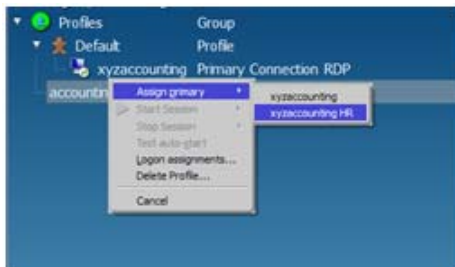 Profiles Group
Default Profile
xyzaccounting Primary Connection RDP
accountin
Assign primary
xyzaccounting
xyzaccounting HR
Start Session
Stop Session
Test auto-start
Logon assignments...
Delete Profile...
Cancel